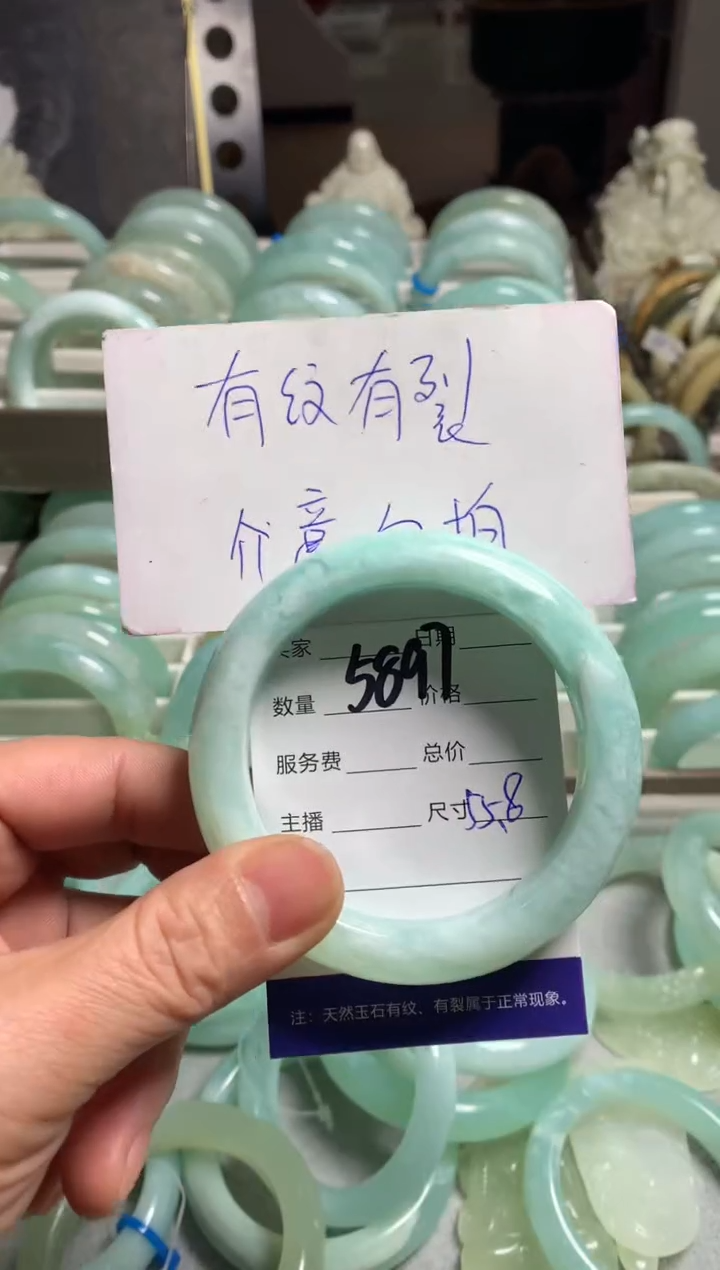 有纹有裂
介意勿拍
家 日期
5897
数量 价格
服务费 总价
主播 尺寸55.8
注：天然玉石有纹、有裂属于正常现象。